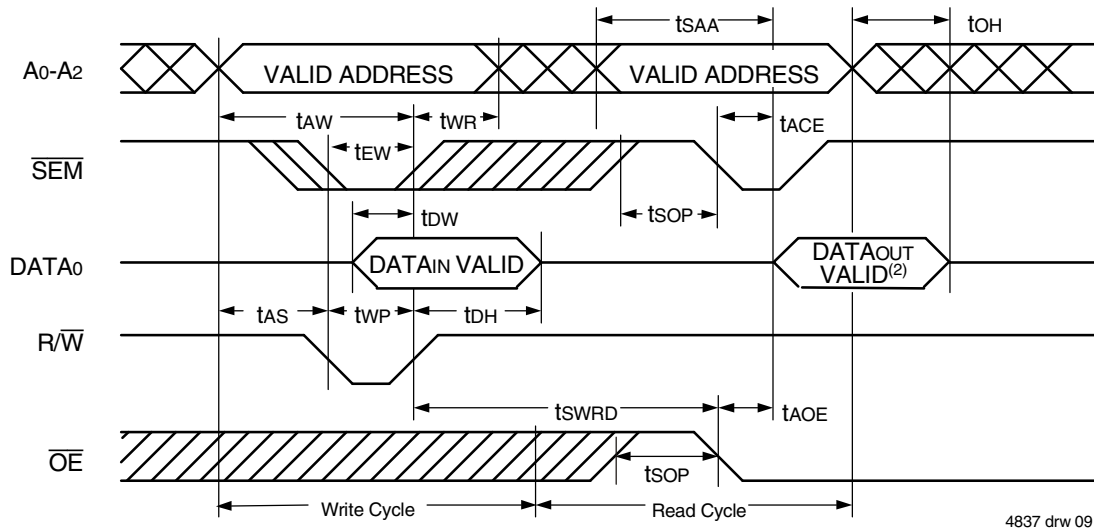 tSAA
tOH
A0-A2
VALID ADDRESS
VALID ADDRESS
tAW
tWR
tACE
tEW
SEM
tSOP
tDW
DATA0
DATAIN VALID
DATAOUT
VALID(2)
tAS
tWP
tDH
R/W
tSWRD
tAOE
OE
tSOP
Write Cycle
Read Cycle
4837 drw 09